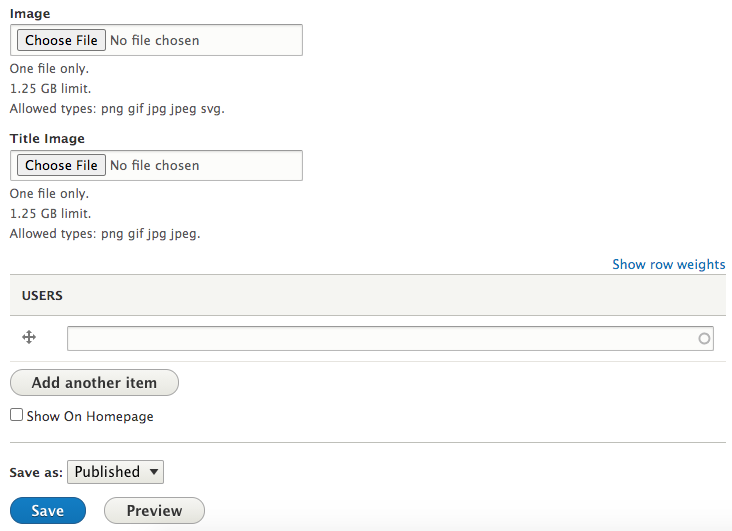 Image
Choose File No file chosen
One file only.
1.25 GB limit.
Allowed types: png gif jpg jpeg svg.
Title Image
Choose File No file chosen
One file only.
1.25 GB limit.
Allowed types: png gif jpg jpeg.
Show row weights
USERS
Add another item
Show On Homepage
Save as: Published
Save Preview